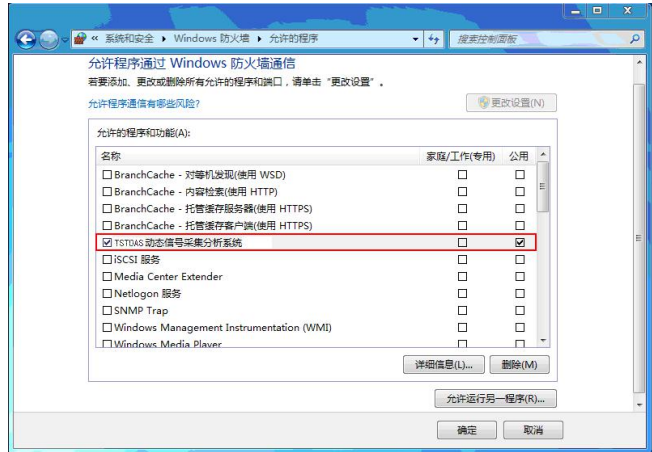 « 系统和安全 ▸ Windows 防火墙 ▸ 允许的程序
搜索控制面板
允许程序通过 Windows 防火墙通信
若要添加、更改或删除所有允许的程序和端口，请单击“更改设置”。
允许程序通信有哪些风险?
更改设置(N)
允许的程序和功能(A):
名称 家庭/工作(专用) 公用
BranchCache - 对等机发现(使用 WSD)
BranchCache - 内容检索(使用 HTTP)
BranchCache - 托管缓存服务器(使用 HTTPS)
BranchCache - 托管缓存客户端(使用 HTTPS)
TSTDAS动态信号采集分析系统
iSCSI 服务
Media Center Extender
Netlogon 服务
SNMP Trap
Windows Management Instrumentation (WMI)
Windows Media Player
详细信息(L)... 删除(M)
允许运行另一程序(R)...
确定 取消